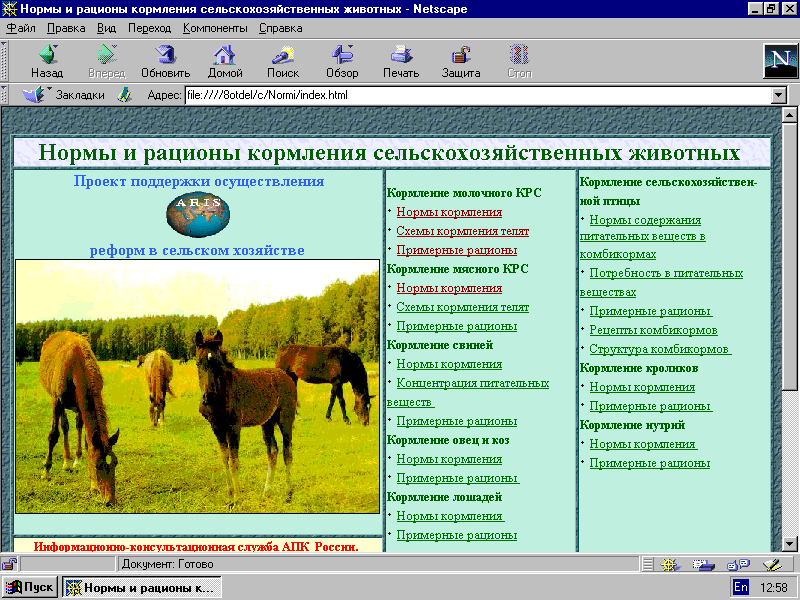 Нормы и рационы кормления сельскохозяйственных животных - Netscape
Файл Правка Вид Переход Компоненты Справка
Назад Вперед Обновить Домой Поиск Обзор Печать Защита Стоп
N
Закладки Адрес: file:////8otdel/c/Normi/index.html
Нормы и рационы кормления сельскохозяйственных животных
Проект поддержки осуществления
ARIS
реформ в сельском хозяйстве
Информационно-консультационная служба АПК России.
Кормление молочного КРС
· Нормы кормления
· Схемы кормления телят
· Примерные рационы
Кормление мясного КРС
· Нормы кормления
· Схемы кормления телят
· Примерные рационы
Кормление свиней
· Нормы кормления
· Концентрация питательных
веществ
· Примерные рационы
Кормление овец и коз
· Нормы кормления
· Примерные рационы
Кормление лошадей
· Нормы кормления
· Примерные рационы
Кормление сельскохозяйствен-
ной птицы
· Нормы содержания
питательных веществ в
комбикормах
· Потребность в питательных
веществах
· Примерные рационы
· Рецепты комбикормов
· Структура комбикормов
Кормление кроликов
· Нормы кормления
· Примерные рационы
Кормление нутрий
· Нормы кормления
· Примерные рационы
Документ: Готово
Пуск Нормы и рационы к... En 12:58